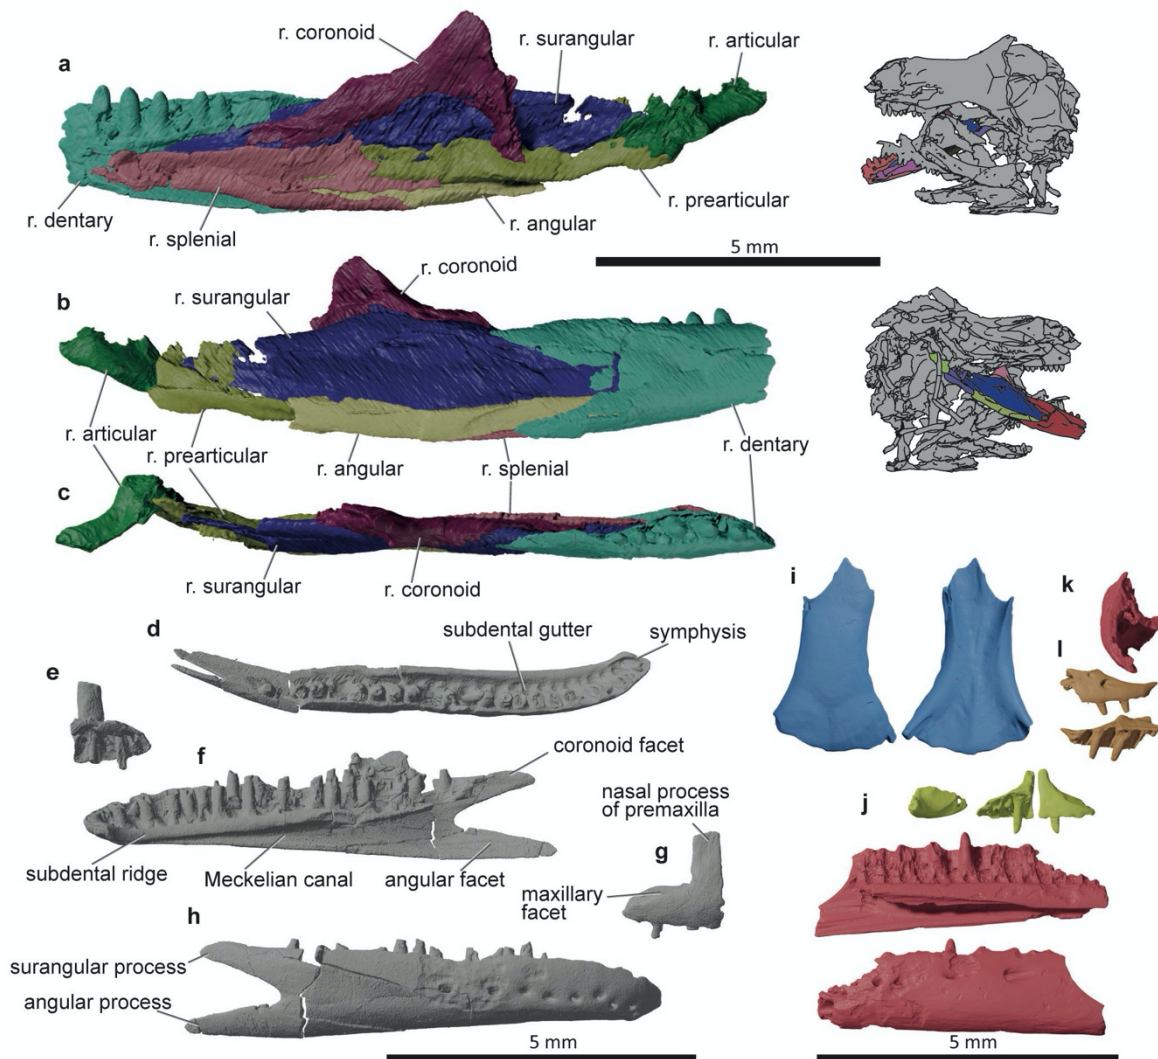 a
r. coronoid
r. surangular
r. articular
r. dentary
r. splenial
r. angular
r. prearticular
5 mm
b
r. surangular
r. coronoid
r. articular
r. prearticular
r. angular
r. splenial
r. dentary
c
r. surangular
r. coronoid
d
subdental gutter
symphysis
e
f
coronoid facet
subdental ridge
Meckelian canal
angular facet
g
nasal process
of premaxilla
maxillary
facet
h
surangular process
angular process
5 mm
i
k
l
j
5 mm